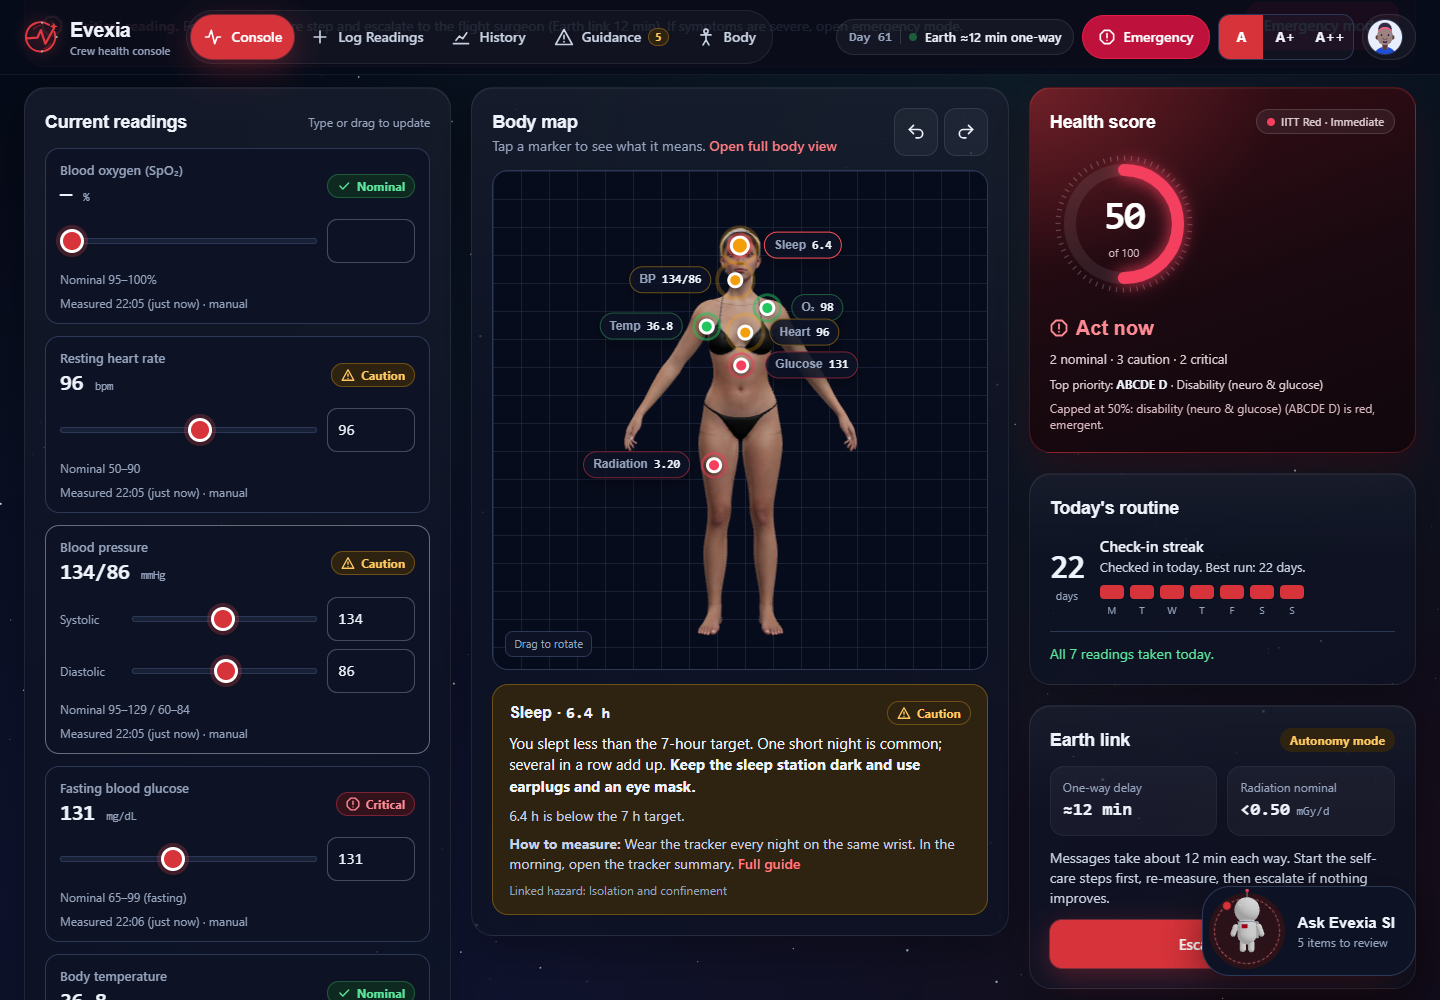 Evexia
Crew health console
Console
Log Readings
History
Guidance 5
Body
Day 61
Earth ≈12 min one-way
Emergency
A
A+
A++
Current readings
Type or drag to update
Blood oxygen (SpO₂)
— %
Nominal
Nominal 95–100%
Measured 22:05 (just now) · manual
Resting heart rate
96 bpm
Caution
96
Nominal 50–90
Measured 22:05 (just now) · manual
Blood pressure
134/86 mmHg
Caution
Systolic
134
Diastolic
86
Nominal 95–129 / 60–84
Measured 22:05 (just now) · manual
Fasting blood glucose
131 mg/dL
Critical
131
Nominal 65–99 (fasting)
Measured 22:06 (just now) · manual
Body temperature
36.8
Nominal
Body map
Tap a marker to see what it means. Open full body view
Sleep 6.4
BP 134/86
O₂ 98
Temp 36.8
Heart 96
Glucose 131
Radiation 3.20
Drag to rotate
Sleep · 6.4 h
Caution
You slept less than the 7-hour target. One short night is common;
several in a row add up. Keep the sleep station dark and use
earplugs and an eye mask.
6.4 h is below the 7 h target.
How to measure: Wear the tracker every night on the same wrist. In the
morning, open the tracker summary. Full guide
Linked hazard: Isolation and confinement
Health score
IITT Red · Immediate
50
of 100
Act now
2 nominal · 3 caution · 2 critical
Top priority: ABCDE D · Disability (neuro & glucose)
Capped at 50%: disability (neuro & glucose) (ABCDE D) is red,
emergent.
Today's routine
22
days
Check-in streak
Checked in today. Best run: 22 days.
M T W T F S S
All 7 readings taken today.
Earth link
Autonomy mode
One-way delay
≈12 min
Radiation nominal
<0.50 mGy/d
Messages take about 12 min each way. Start the self-
care steps first, re-measure, then escalate if nothing
improves.
Esc
Ask Evexia SI
5 items to review